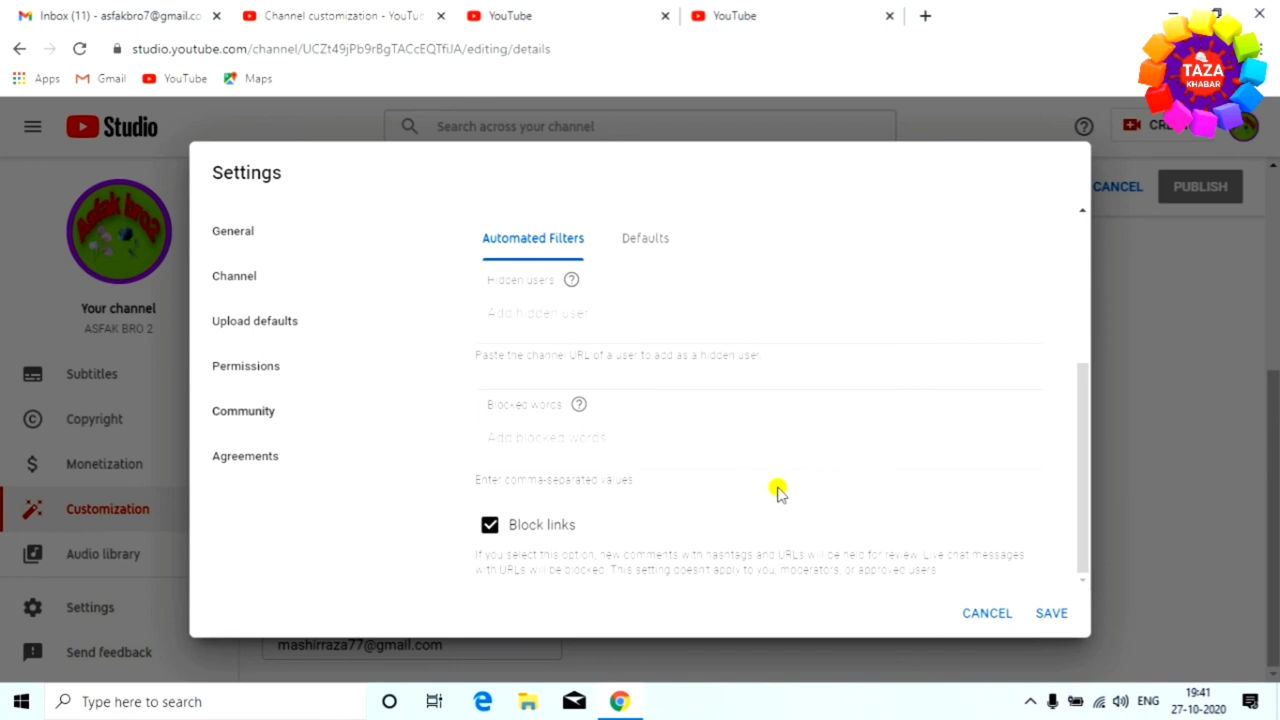 Inbox (11) - asfakbro7@gmail.co
Channel customization - YouTu
YouTube
YouTube
studio.youtube.com/channel/UCZt49jPb9rBgTACcEQTfiJA/editing/details
Apps
Gmail
YouTube
Maps
TAZA
KHABAR
Studio
Search across your channel
CRE
Settings
CANCEL
PUBLISH
Asfak bro2
General
Automated Filters
Defaults
Channel
Hidden users
Your channel
Add hidden user
ASFAK BRO 2
Upload defaults
Paste the channel URL of a user to add as a hidden user.
Permissions
Subtitles
Blocked words
Community
Copyright
Add blocked words
Agreements
Monetization
Enter comma-separated values
Customization
Block links
Audio library
If you select this option, new comments with hashtags and URLs will be held for review. Live chat messages
with URLs will be blocked. This setting doesn't apply to you, moderators, or approved users.
Settings
CANCEL
SAVE
Send feedback
mashirraza77@gmail.com
Type here to search
ENG
19:41
27-10-2020